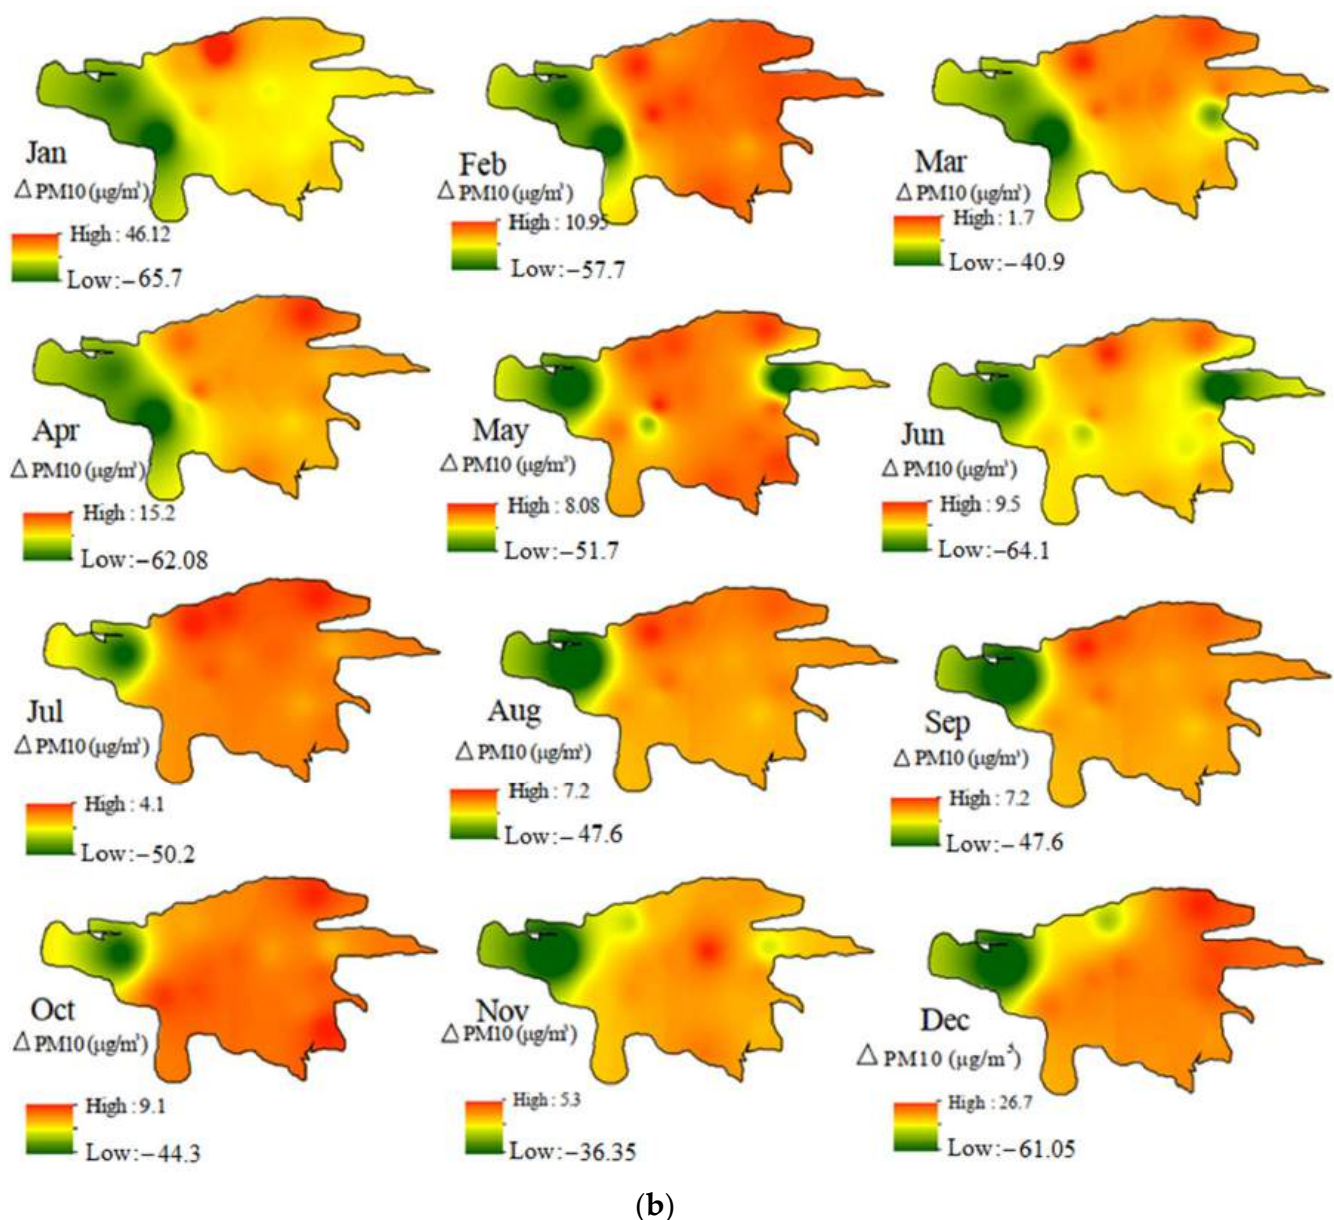 Jan
△ PM10 (µg/m³)
High : 46.12
Low:−65.7
Feb
△ PM10 (µg/m³)
High : 10.95
Low:−57.7
Mar
△ PM10 (µg/m³)
High : 1.7
Low:−40.9
Apr
△ PM10 (µg/m³)
High : 15.2
Low:−62.08
May
△ PM10 (µg/m³)
High : 8.08
Low:−51.7
Jun
△ PM10 (µg/m³)
High : 9.5
Low:−64.1
Jul
△ PM10 (µg/m³)
High : 4.1
Low:−50.2
Aug
△ PM10 (µg/m³)
High : 7.2
Low:− 47.6
Sep
△ PM10 (µg/m³)
High : 7.2
Low:− 47.6
Oct
△ PM10 (µg/m³)
High : 9.1
Low:−44.3
Nov
△ PM10 (µg/m³)
High : 5.3
Low:−36.35
Dec
△ PM10 (µg/m³)
High : 26.7
Low:−61.05
(b)